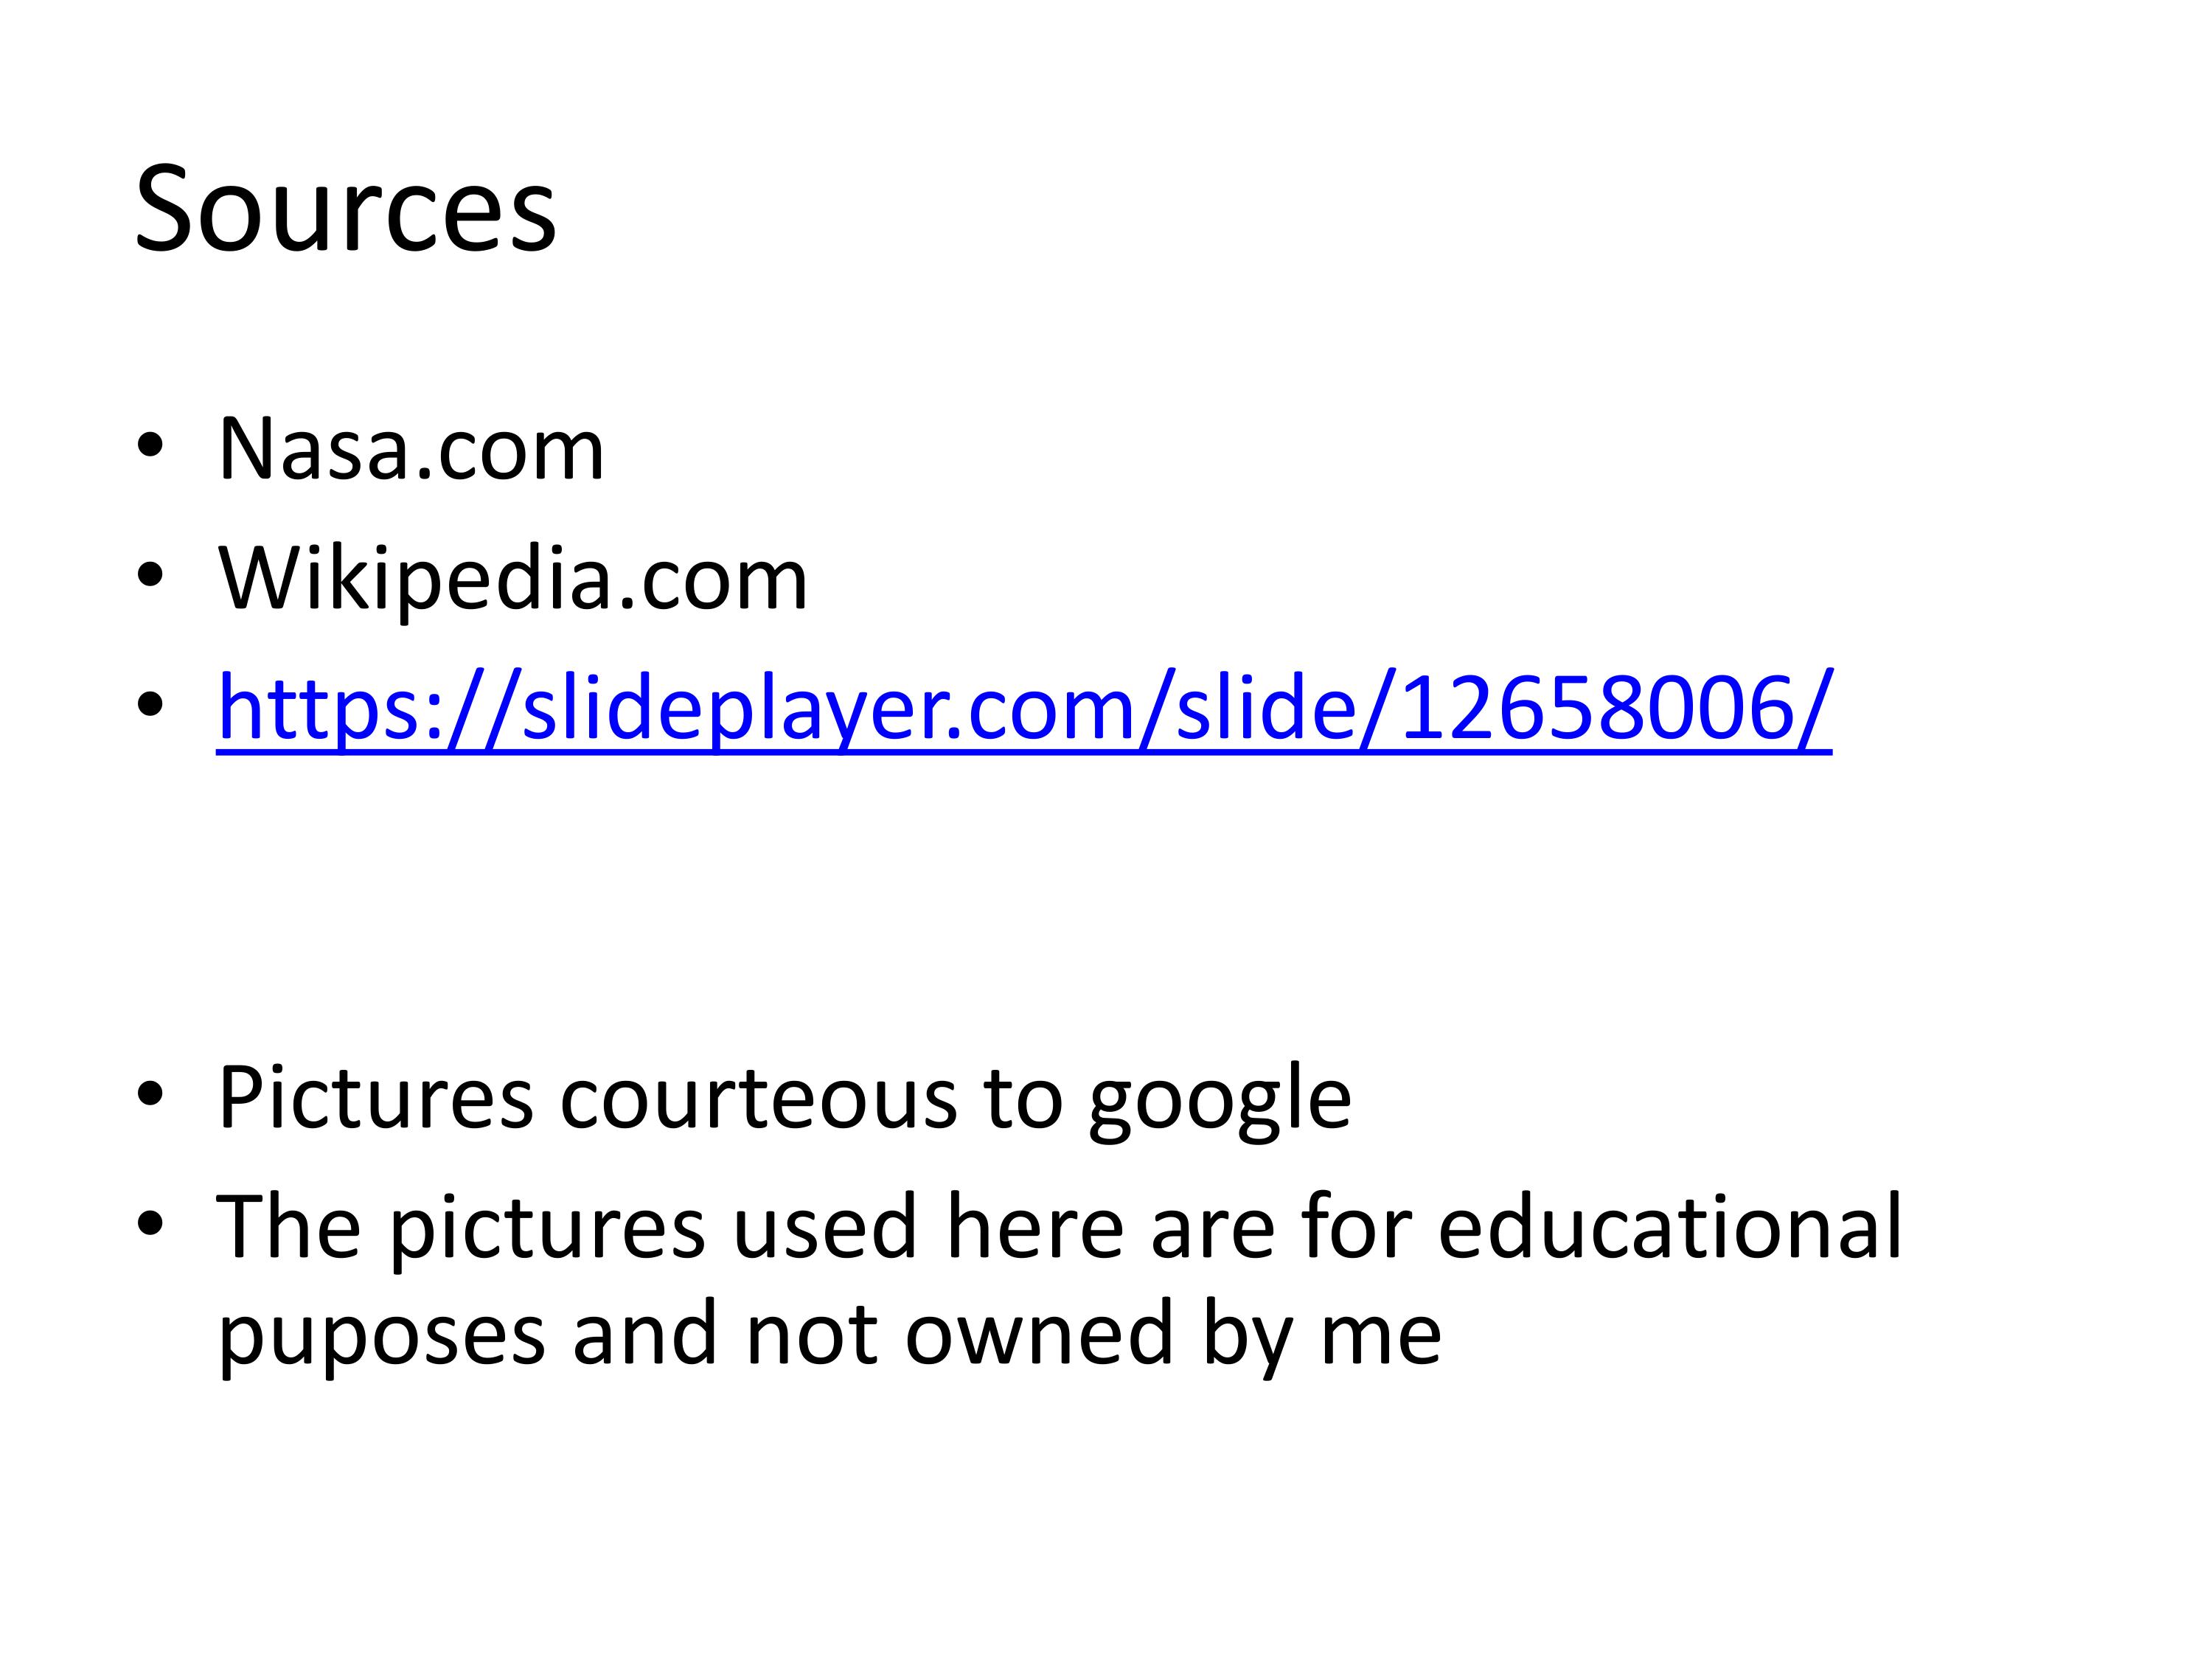 Sources
• Nasa.com
• Wikipedia.com
• https://slideplayer.com/slide/12658006/
• Pictures courteous to google
• The pictures used here are for educational
puposes and not owned by me